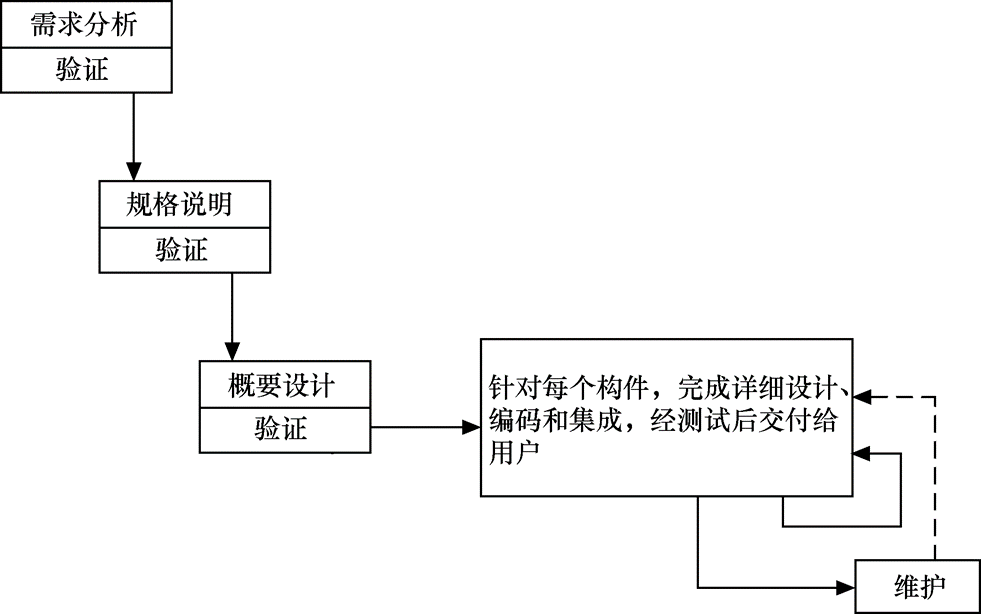 需求分析
验证
规格说明
验证
概要设计
验证
针对每个构件，完成详细设计、
编码和集成，经测试后交付给
用户
维护